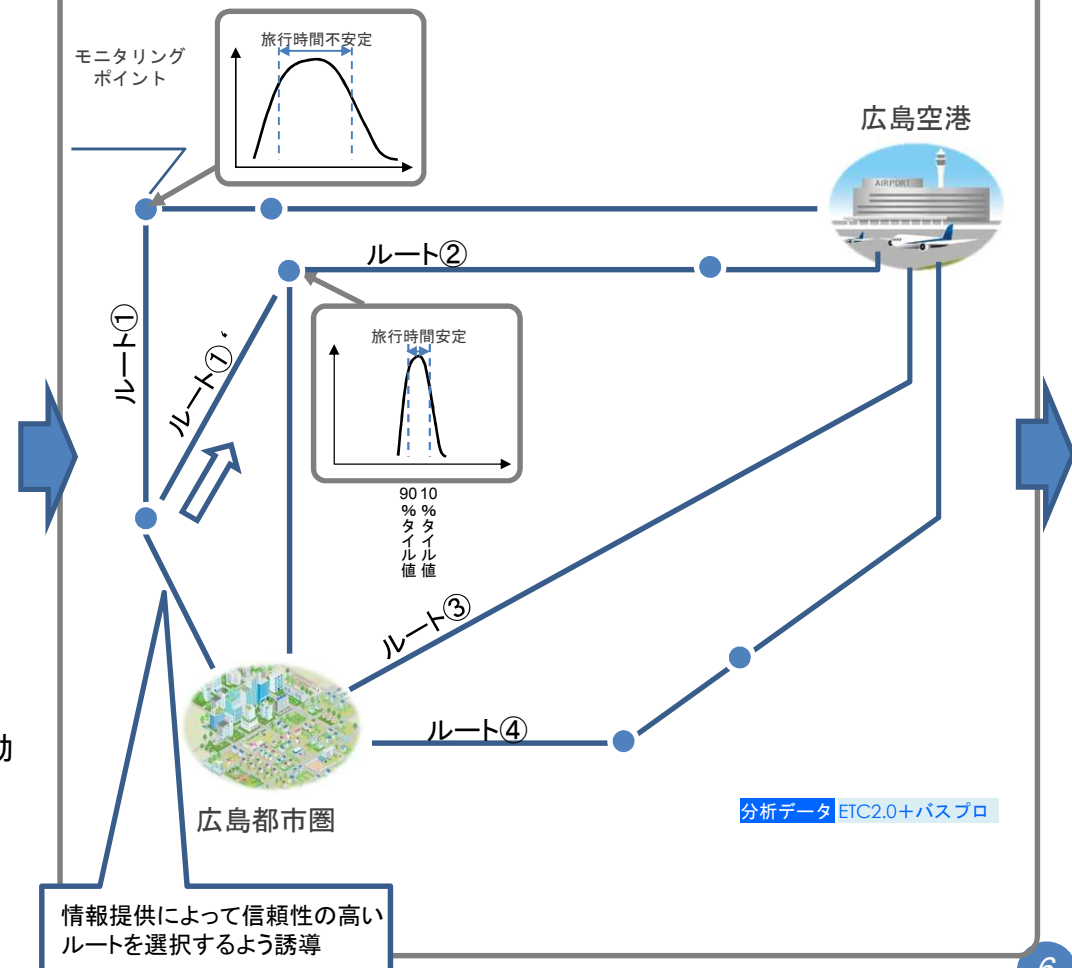 旅行時間不安定
モニタリング
ポイント
広島空港
AIRPORT
ルート②
ルート①
ルート①‘
旅行時間安定
90%タイル値
10%タイル値
ルート③
ルート④
動
広島都市圏
分析データ ETC2.0+バスプロ
情報提供によって信頼性の高い
ルートを選択するよう誘導
6